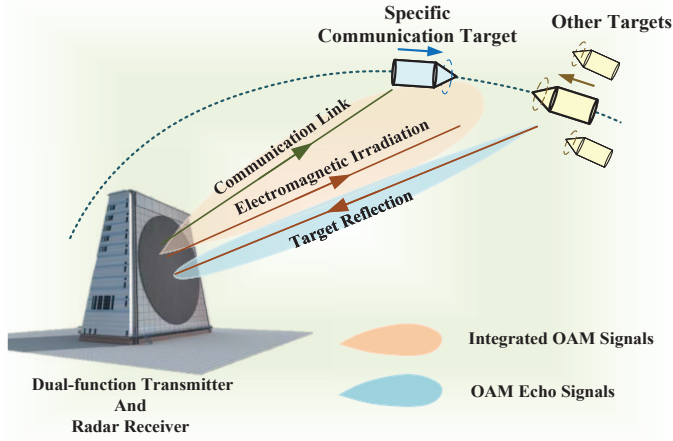 Specific
Communication Target
Other Targets
Communication Link
Electromagnetic Irradiation
Target Reflection
Integrated OAM Signals
OAM Echo Signals
Dual-function Transmitter
And
Radar Receiver